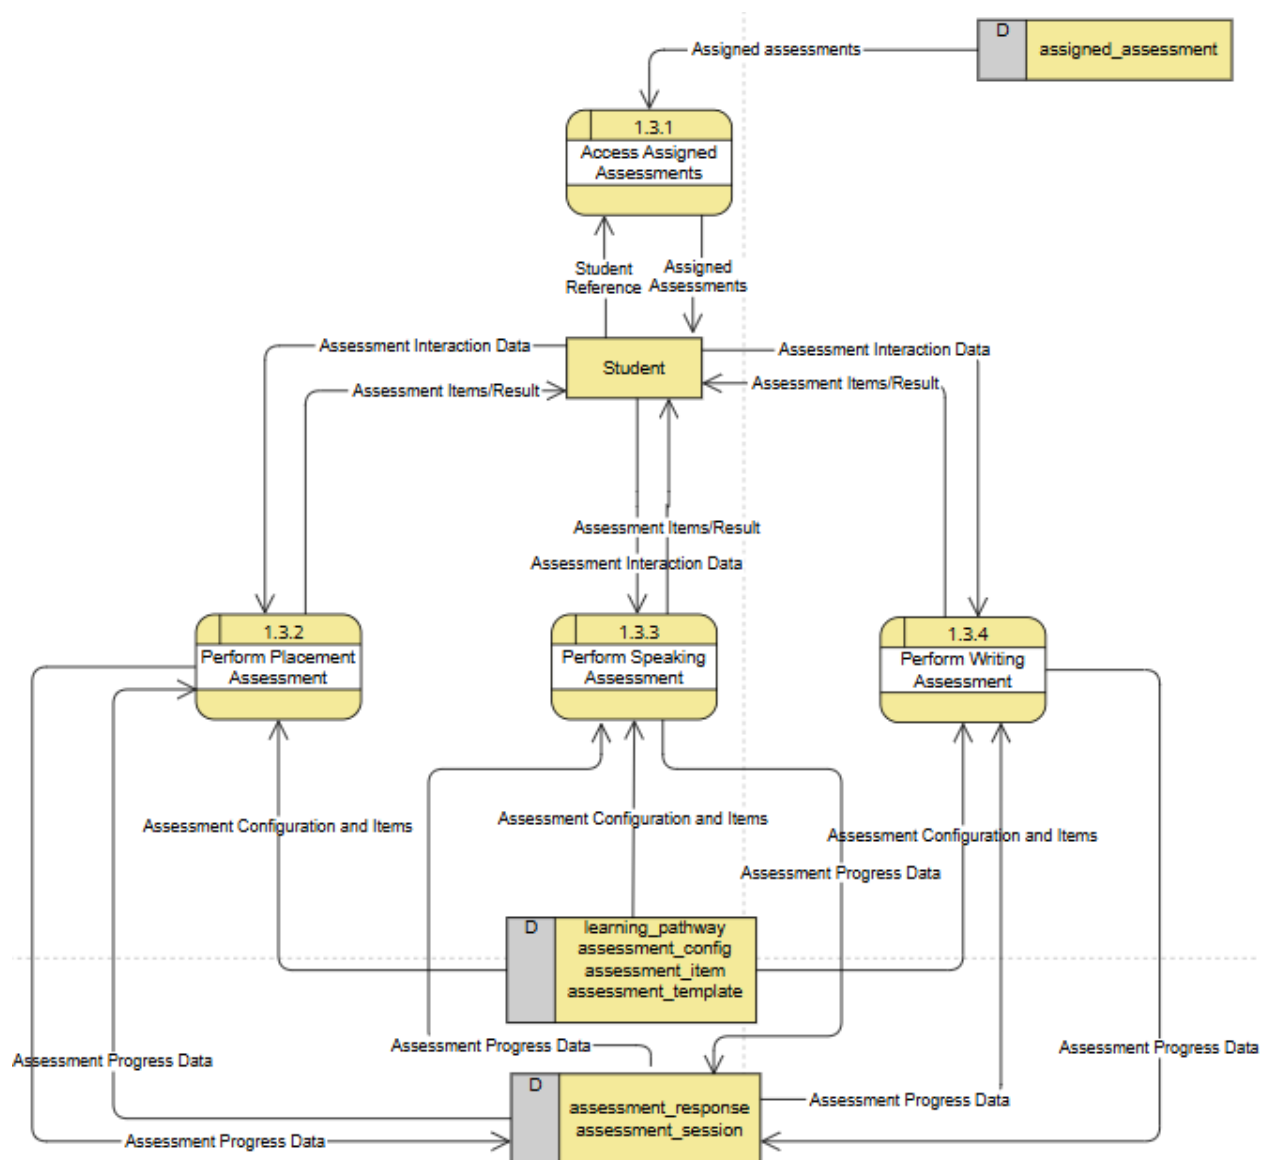 D
assigned_assessment
Assigned assessments
1.3.1
Access Assigned
Assessments
Student
Reference
Assigned
Assessments
Assessment Interaction Data
Student
Assessment Interaction Data
Assessment Items/Result
Assessment Items/Result
Assessment Items/Result
Assessment Interaction Data
1.3.2
Perform Placement
Assessment
1.3.3
Perform Speaking
Assessment
1.3.4
Perform Writing
Assessment
Assessment Configuration and Items
Assessment Configuration and Items
Assessment Configuration and Items
Assessment Progress Data
D
learning_pathway
assessment_config
assessment_item
assessment_template
Assessment Progress Data
Assessment Progress Data
Assessment Progress Data
D
assessment_response
assessment_session
Assessment Progress Data
Assessment Progress Data